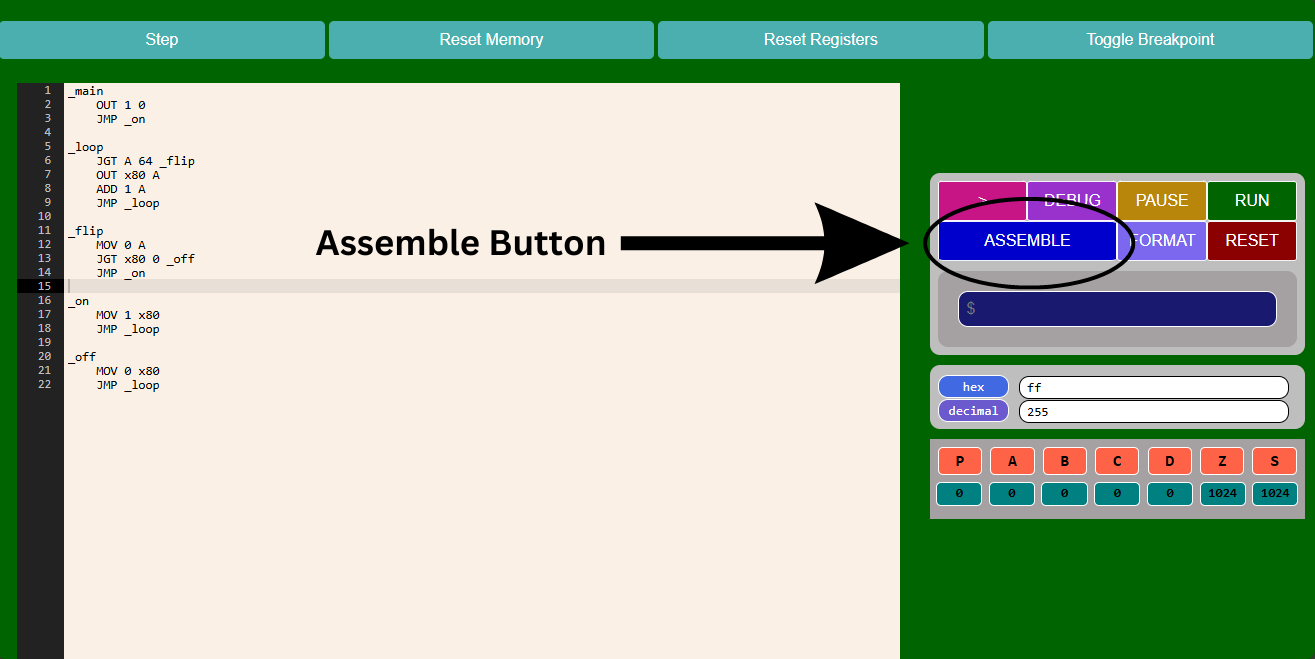 Step
Reset Memory
Reset Registers
Toggle Breakpoint
1 _main
2 OUT 1 0
3 JMP _on
4
5 _loop
6 JGT A 64 _flip
7 OUT x80 A
8 ADD 1 A
9 JMP _loop
10
11 _flip
12 MOV 0 A
13 JGT x80 0 _off
14 JMP _on
15
16 _on
17 MOV 1 x80
18 JMP _loop
19
20 _off
21 MOV 0 x80
22 JMP _loop
Assemble Button
> DEBUG PAUSE RUN
ASSEMBLE FORMAT RESET
$
hex ff
decimal 255
P A B C D Z S
0 0 0 0 0 1024 1024